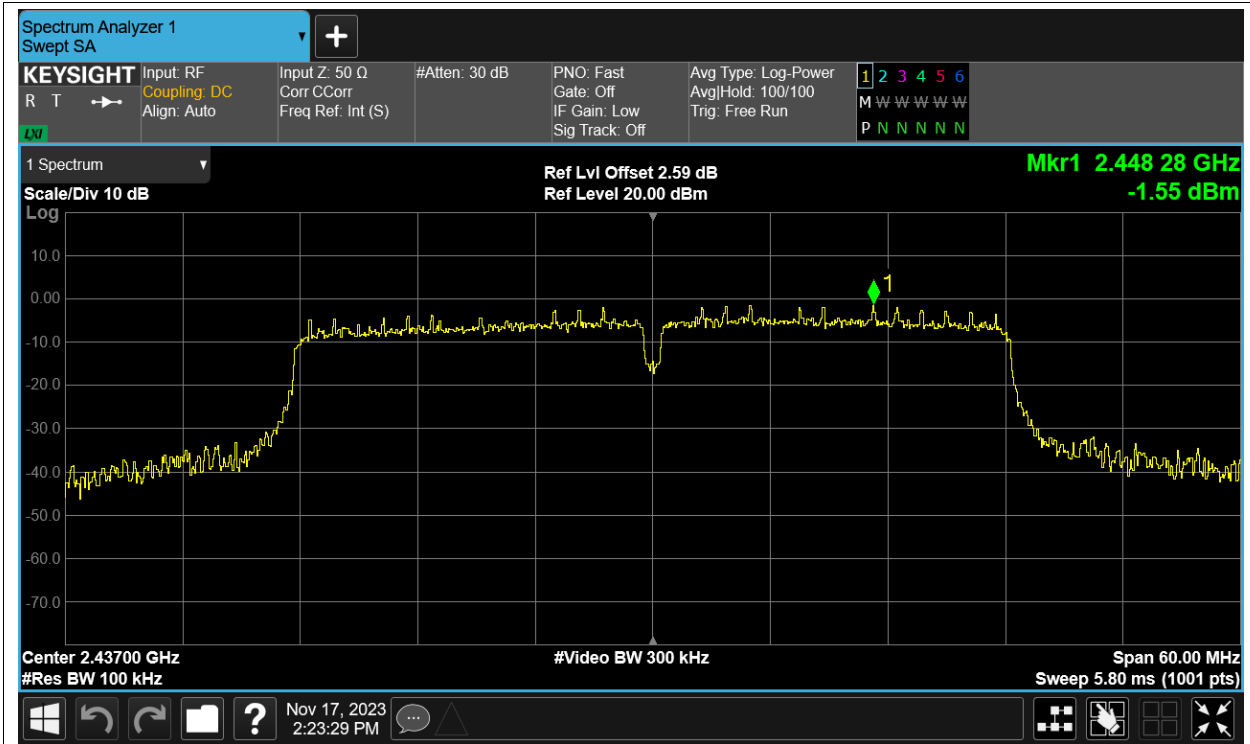 Spectrum Analyzer 1
Swept SA
KEYSIGHT
R T
LXI
Input: RF
Coupling: DC
Align: Auto
Input Z: 50 Ω
Corr CCorr
Freq Ref: Int (S)
#Atten: 30 dB
PNO: Fast
Gate: Off
IF Gain: Low
Sig Track: Off
Avg Type: Log-Power
Avg|Hold: 100/100
Trig: Free Run
1 2 3 4 5 6
M W W W W W
P N N N N N
1 Spectrum
Scale/Div 10 dB
Log
Ref Lvl Offset 2.59 dB
Ref Level 20.00 dBm
Mkr1 2.448 28 GHz
-1.55 dBm
10.0
0.00
-10.0
-20.0
-30.0
-40.0
-50.0
-60.0
-70.0
1
Center 2.43700 GHz
#Res BW 100 kHz
#Video BW 300 kHz
Span 60.00 MHz
Sweep 5.80 ms (1001 pts)
?
Nov 17, 2023
2:23:29 PM